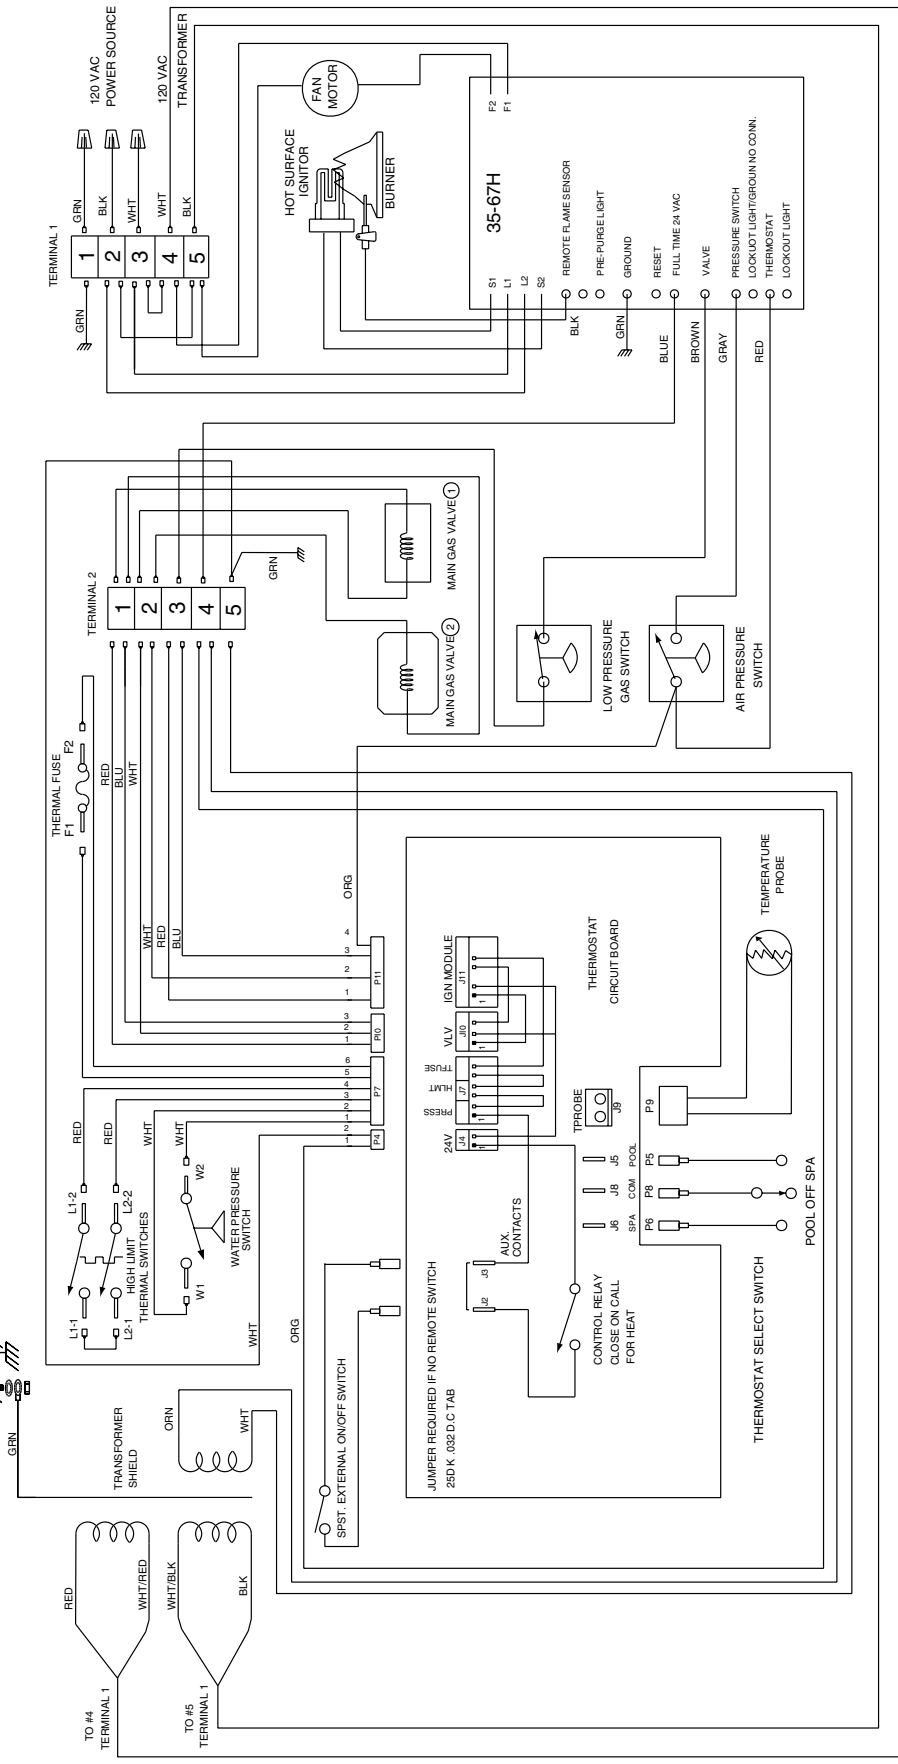 120 VAC
POWER SOURCE
120 VAC
TRANSFORMER
GRN
BLK
WHT
WHT
BLK
TERMINAL 1
1
2
3
4
5
GRN
FAN
MOTOR
HOT SURFACE
IGNITOR
BURNER
35-67H
F2
F1
S1
L1
L2
S2
REMOTE FLAME SENSOR
PRE-PURGE LIGHT
GROUND
RESET
FULL TIME 24 VAC
VALVE
PRESSURE SWITCH
LOCKUOT LIGHT/GROUN NO CONN.
THERMOSTAT
LOCKOUT LIGHT
BLK
GRN
BLUE
BROWN
GRAY
RED
TERMINAL 2
1
2
3
4
5
GRN
MAIN GAS VALVE 1
MAIN GAS VALVE 2
LOW PRESSURE
GAS SWITCH
AIR PRESSURE
SWITCH
THERMAL FUSE
F1
F2
RED
BLU
WHT
WHT
RED
BLU
ORG
4
3
2
1
P11
3
2
1
P10
6
5
4
3
2
1
P7
2
1
P4
RED
RED
WHT
WHT
L1-2
L2-2
L1-1
L2-1
HIGH LIMIT
THERMAL SWITCHES
W2
W1
WATER PRESSURE
SWITCH
WHT
ORG
IGN MODULE
J11
1
VLV
J10
1
TFUSE
HLMT
PRESS
J7
1
24V
J4
1
THERMOSTAT
CIRCUIT BOARD
TEMPERATURE
PROBE
TPROBE
J9
P9
J5
POOL
P5
J8
COM
P8
J6
SPA
P6
POOL OFF SPA
THERMOSTAT SELECT SWITCH
AUX.
CONTACTS
J3
J2
CONTROL RELAY
CLOSE ON CALL
FOR HEAT
JUMPER REQUIRED IF NO REMOTE SWITCH
25D K .032 D.C TAB
SPST. EXTERNAL ON/OFF SWITCH
GRN
TRANSFORMER
SHIELD
ORN
WHT
RED
WHT/RED
WHT/BLK
BLK
TO #4
TERMINAL 1
TO #5
TERMINAL 1